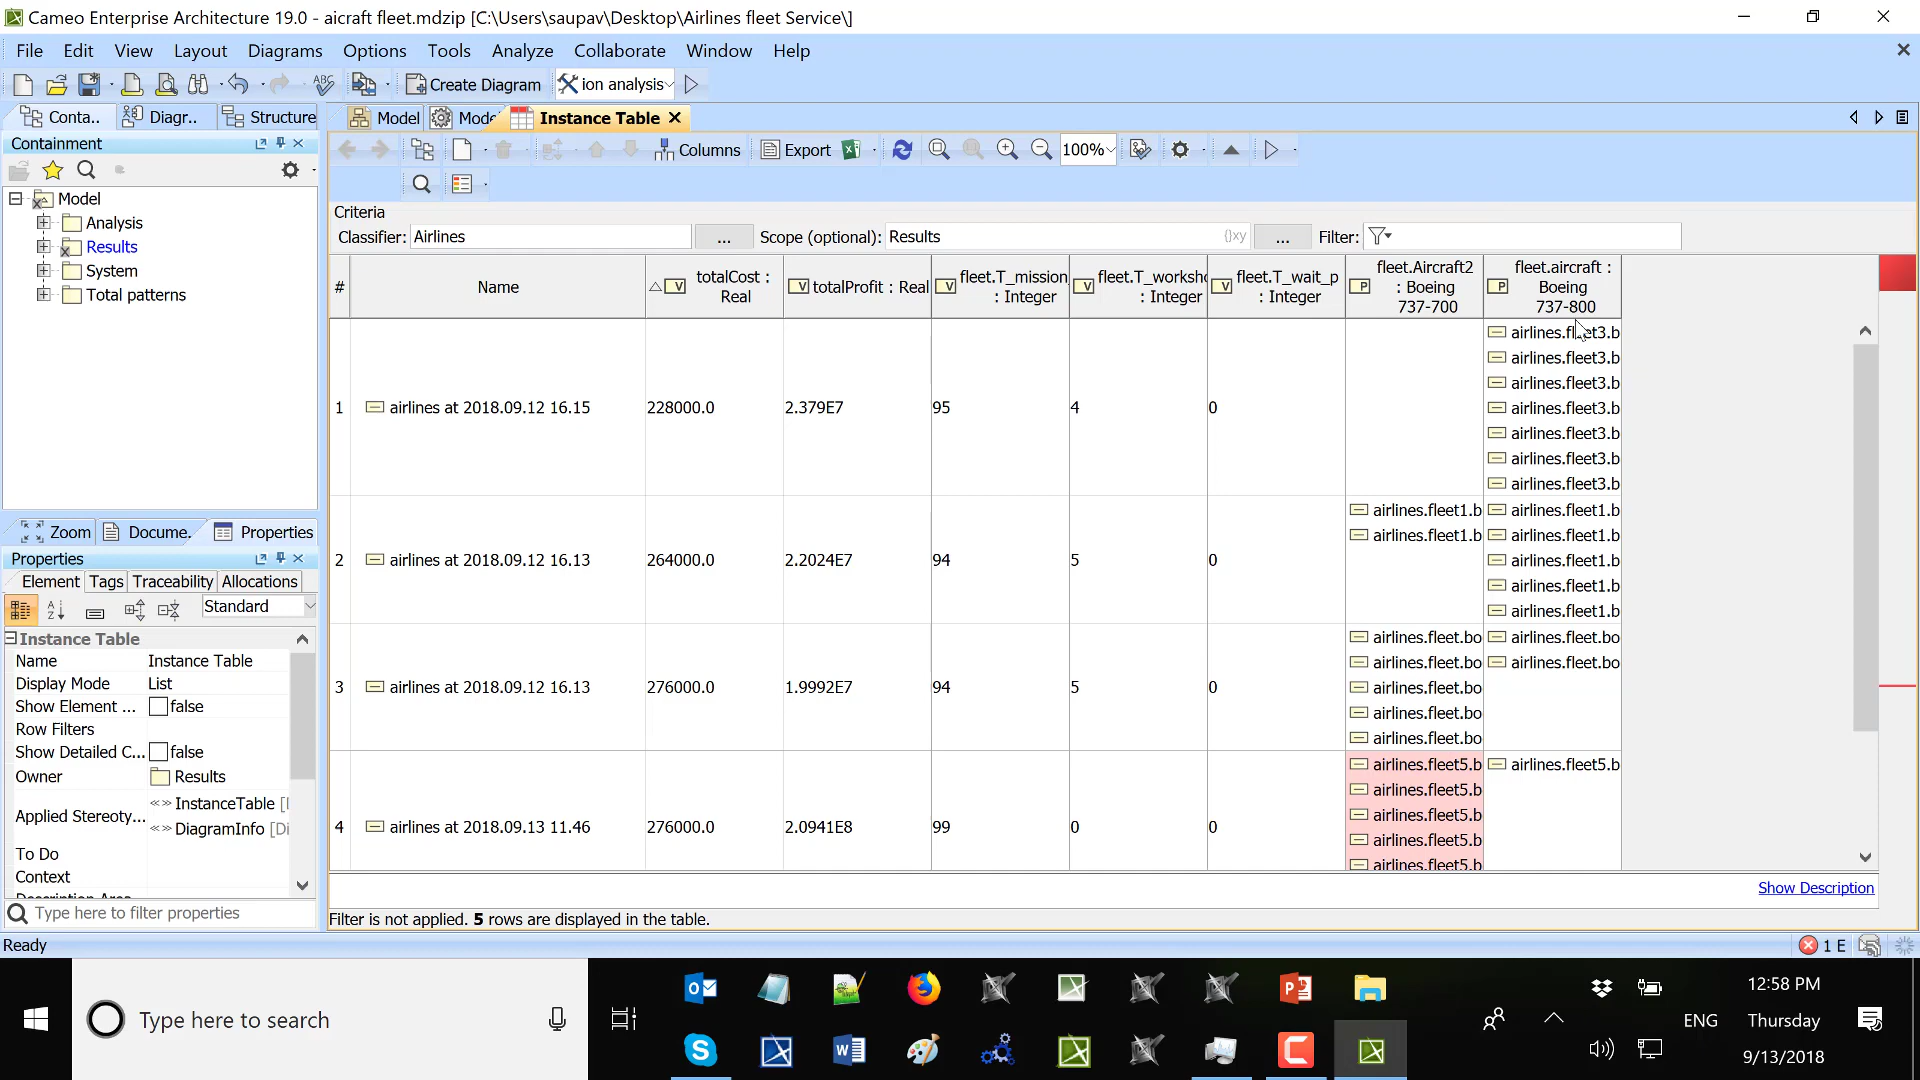 Cameo Enterprise Architecture 19.0 - aicraft fleet.mdzip [C:\Users\saupav\Desktop\Airlines fleet Service\]
File Edit View Layout Diagrams Options Tools Analyze Collaborate Window Help
Create Diagram ion analysis
Conta.. Diagr.. Structure Model Mode Instance Table
Containment
Columns Export 100%
Model
Analysis
Results
System
Total patterns
Criteria
Classifier: Airlines ... Scope (optional): Results ... Filter:
# Name totalCost : Real totalProfit : Real fleet.T_mission : Integer fleet.T_worksho : Integer fleet.T_wait_p : Integer fleet.Aircraft2 : Boeing 737-700 fleet.aircraft : Boeing 737-800
1 airlines at 2018.09.12 16.15 228000.0 2.379E7 95 4 0
airlines.fleet3.b
airlines.fleet3.b
airlines.fleet3.b
airlines.fleet3.b
airlines.fleet3.b
airlines.fleet3.b
airlines.fleet3.b
2 airlines at 2018.09.12 16.13 264000.0 2.2024E7 94 5 0
airlines.fleet1.b airlines.fleet1.b
airlines.fleet1.b airlines.fleet1.b
airlines.fleet1.b
airlines.fleet1.b
airlines.fleet1.b
3 airlines at 2018.09.12 16.13 276000.0 1.9992E7 94 5 0
airlines.fleet.bo airlines.fleet.bo
airlines.fleet.bo airlines.fleet.bo
airlines.fleet.bo
airlines.fleet.bo
airlines.fleet.bo
4 airlines at 2018.09.13 11.46 276000.0 2.0941E8 99 0 0
airlines.fleet5.b airlines.fleet5.b
airlines.fleet5.b
airlines.fleet5.b
airlines.fleet5.b
airlines.fleet5.b
Show Description
Filter is not applied. 5 rows are displayed in the table.
Zoom Docume. Properties
Properties
Element Tags Traceability Allocations
Standard
Instance Table
Name Instance Table
Display Mode List
Show Element ... false
Row Filters
Show Detailed C... false
Owner Results
Applied Stereoty... «» InstanceTable [
«» DiagramInfo [Di
To Do
Context
Type here to filter properties
Ready
1 E
Type here to search
ENG
12:58 PM
Thursday
9/13/2018